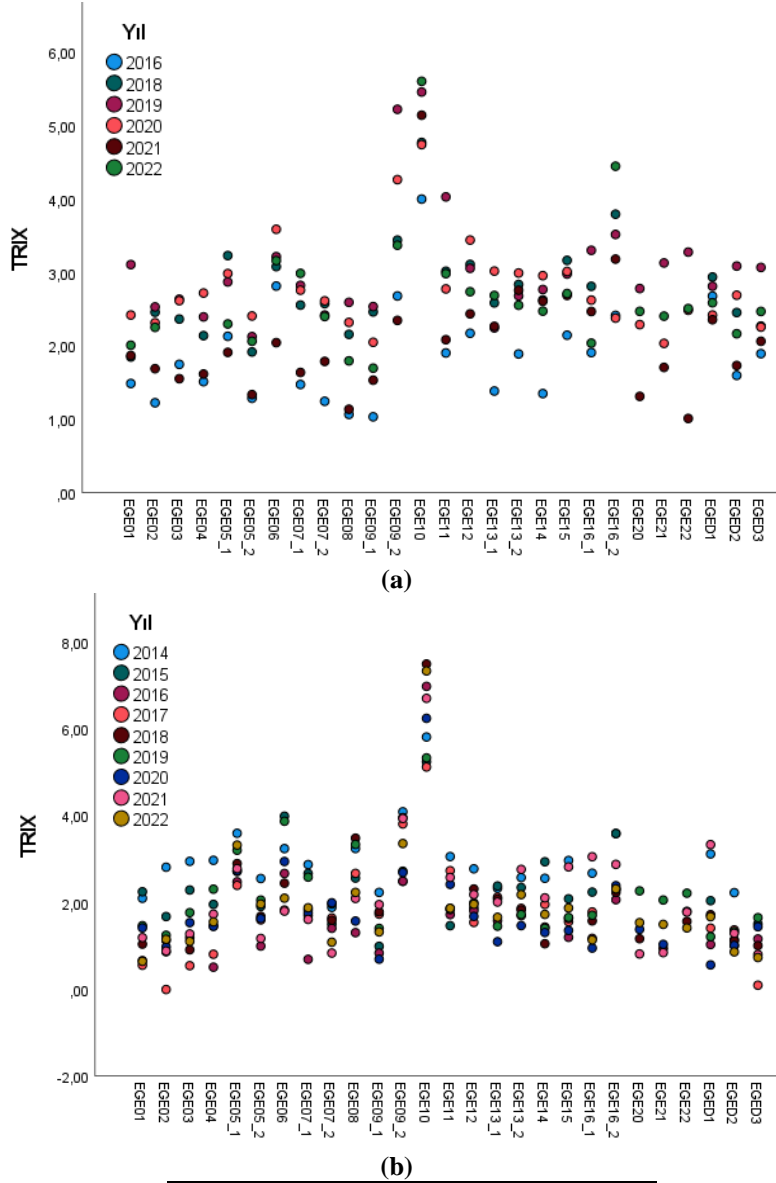 Yıl
2016
2018
2019
2020
2021
2022
6,00
5,00
4,00
3,00
2,00
1,00
,00
TRIX
EGE01
EGE02
EGE03
EGE04
EGE05_1
EGE05_2
EGE06
EGE07_1
EGE07_2
EGE08
EGE09_1
EGE09_2
EGE10
EGE11
EGE12
EGE13_1
EGE13_2
EGE14
EGE15
EGE16_1
EGE16_2
EGE20
EGE21
EGE22
EGED1
EGED2
EGED3
(a)
Yıl
2014
2015
2016
2017
2018
2019
2020
2021
2022
8,00
6,00
4,00
2,00
,00
-2,00
TRIX
EGE01
EGE02
EGE03
EGE04
EGE05_1
EGE05_2
EGE06
EGE07_1
EGE07_2
EGE08
EGE09_1
EGE09_2
EGE10
EGE11
EGE12
EGE13_1
EGE13_2
EGE14
EGE15
EGE16_1
EGE16_2
EGE20
EGE21
EGE22
EGED1
EGED2
EGED3
(b)